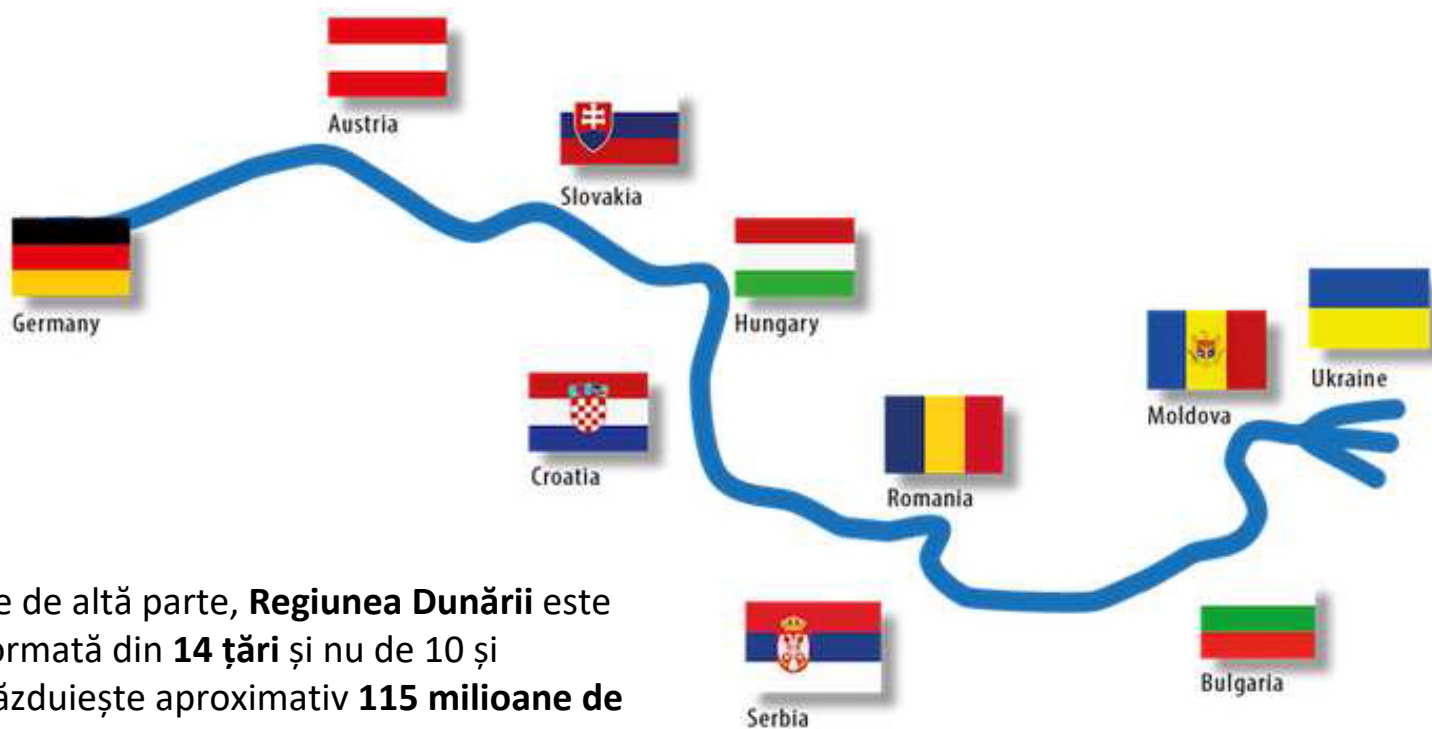 Austria
Slovakia
Germany
Hungary
Ukraine
Moldova
Croatia
Romania
e de altă parte, Regiunea Dunării este
ormată din 14 țări și nu de 10 și
ăzduiește aproximativ 115 milioane de
Bulgaria
Serbia